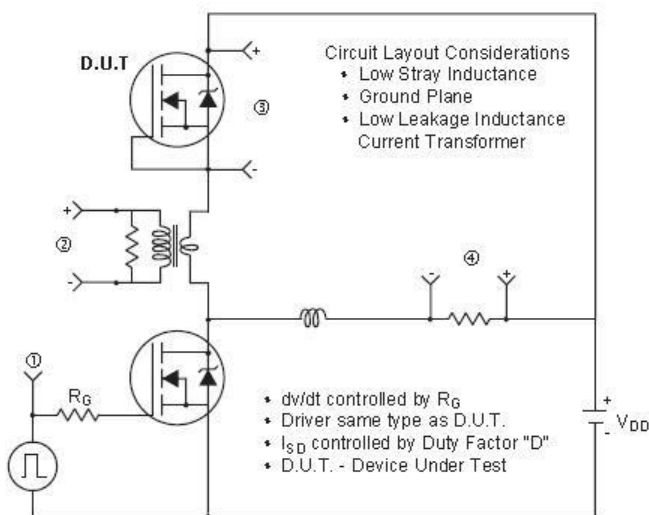 D.U.T
+
Circuit Layout Considerations
• Low Stray Inductance
• Ground Plane
• Low Leakage Inductance
Current Transformer
③
-
+
②
-
④
- +
①
RG
• dv/dt controlled by RG
• Driver same type as D.U.T.
• ISD controlled by Duty Factor "D"
• D.U.T. - Device Under Test
+
VDD
-